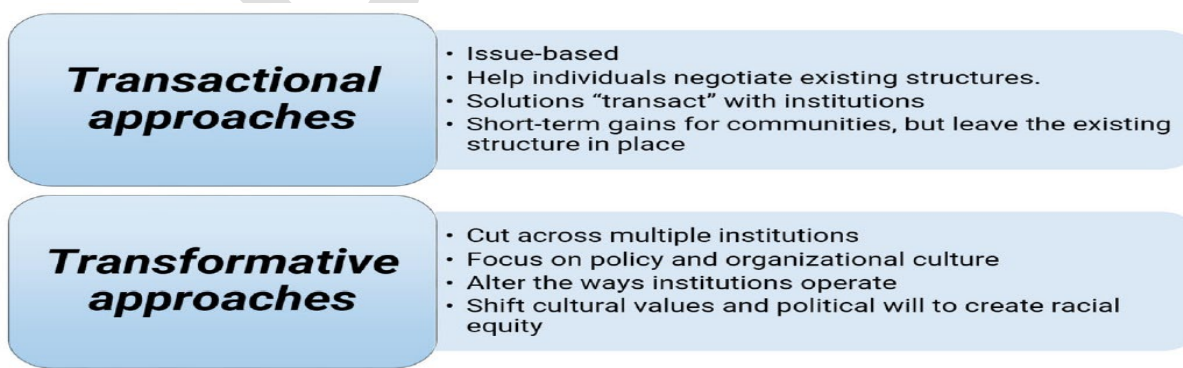 Transactional
approaches
• Issue-based
• Help individuals negotiate existing structures.
• Solutions “transact” with institutions
• Short-term gains for communities, but leave the existing
structure in place
Transformative
approaches
• Cut across multiple institutions
• Focus on policy and organizational culture
• Alter the ways institutions operate
• Shift cultural values and political will to create racial
equity